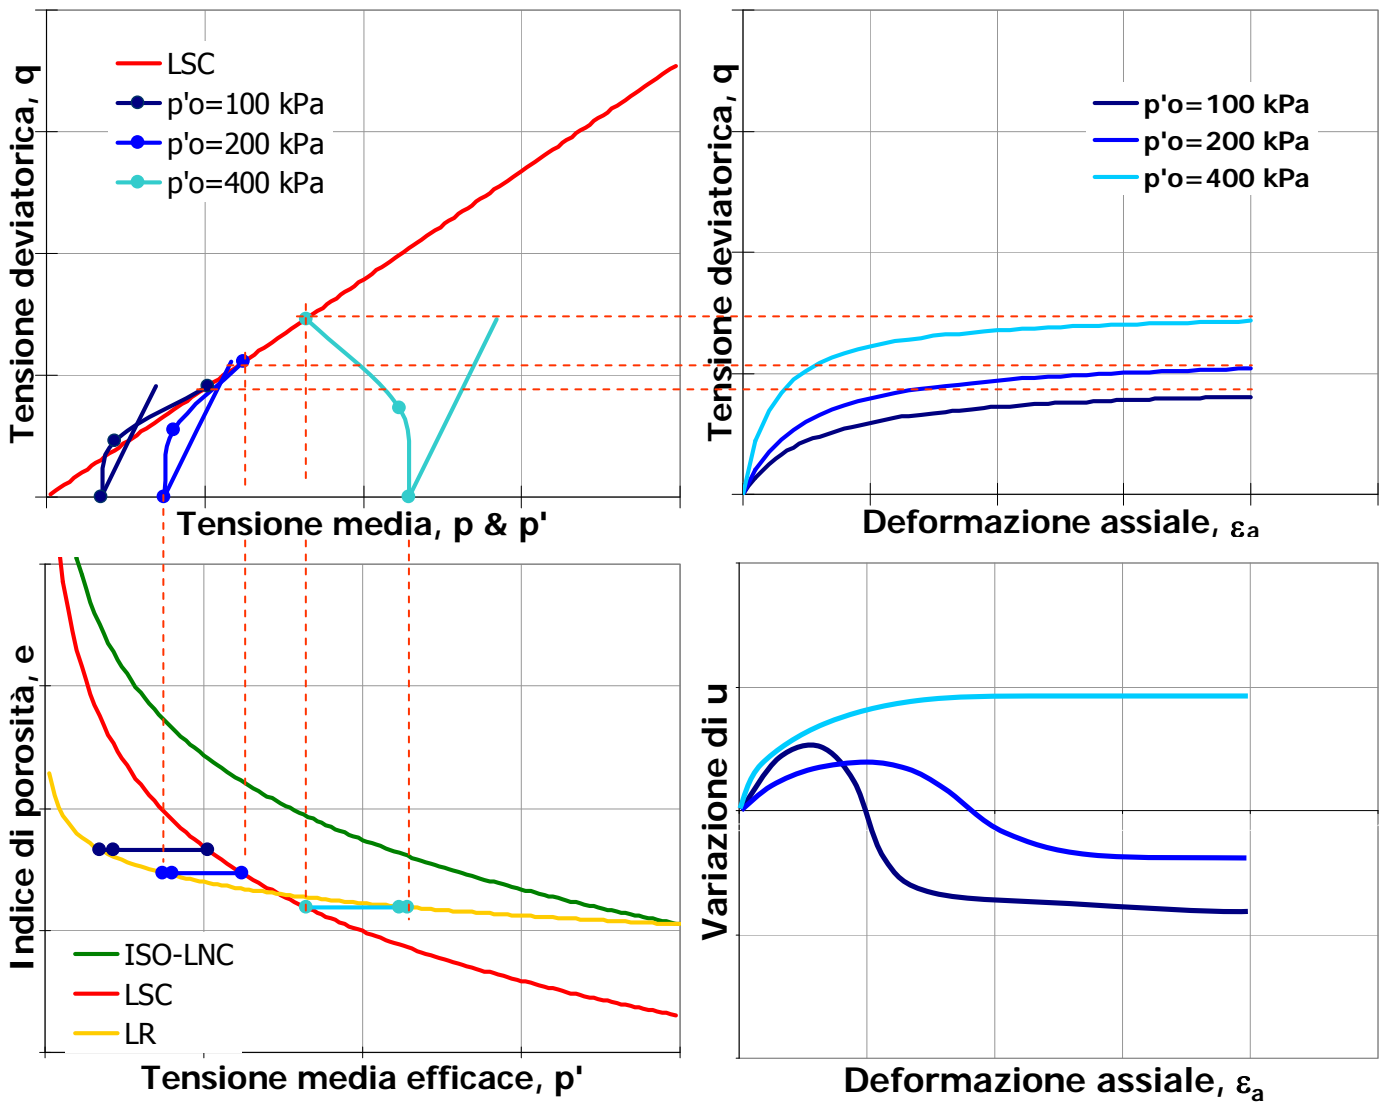 Tensione deviatorica, q
LSC
p'o=100 kPa
p'o=200 kPa
p'o=400 kPa
Tensione media, p & p'
Tensione deviatorica, q
p'o=100 kPa
p'o=200 kPa
p'o=400 kPa
Deformazione assiale, εa
Indice di porosità, e
ISO-LNC
LSC
LR
Tensione media efficace, p'
Variazione di u
Deformazione assiale, εa